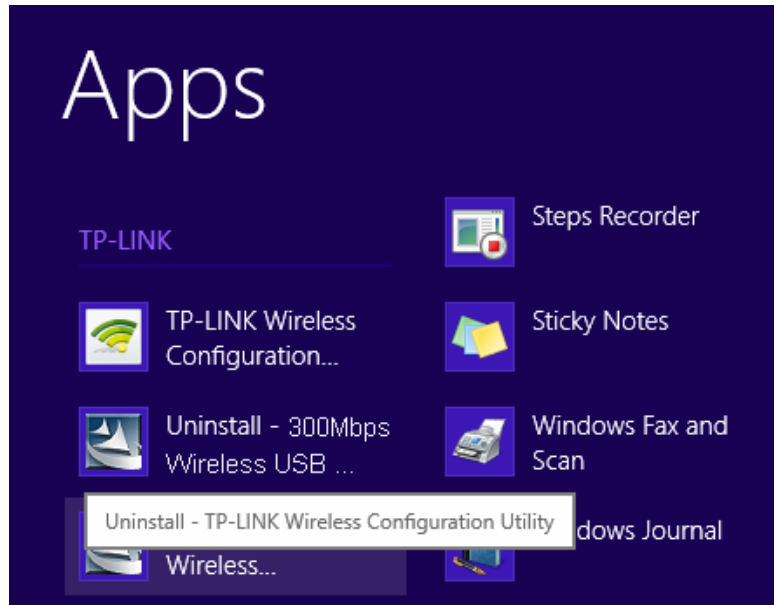 Apps
TP-LINK
TP-LINK Wireless
Configuration...
Uninstall - 300Mbps
Wireless USB ...
Uninstall - TP-LINK Wireless Configuration Utility
Wireless...
Steps Recorder
Sticky Notes
Windows Fax and
Scan
dows Journal